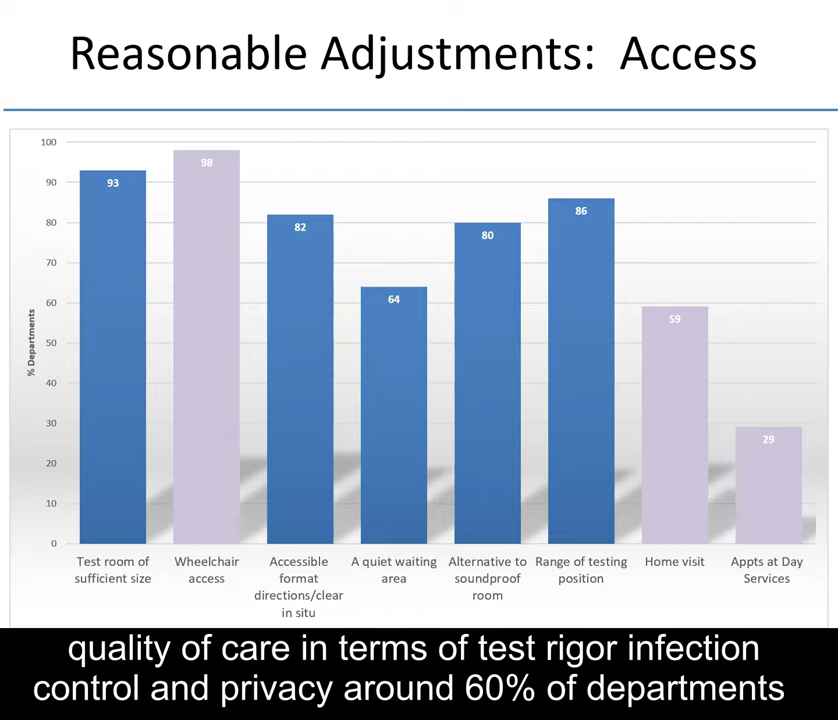 Reasonable Adjustments: Access
100
90
80
70
60
50
40
30
20
10
0
% Departments
93
98
82
64
80
86
59
29
Test room of
sufficient size
Wheelchair
access
Accessible
format
directions/clear
in situ
A quiet waiting
area
Alternative to
soundproof
room
Range of testing
position
Home visit
Appts at Day
Services
quality of care in terms of test rigor infection
control and privacy around 60% of departments